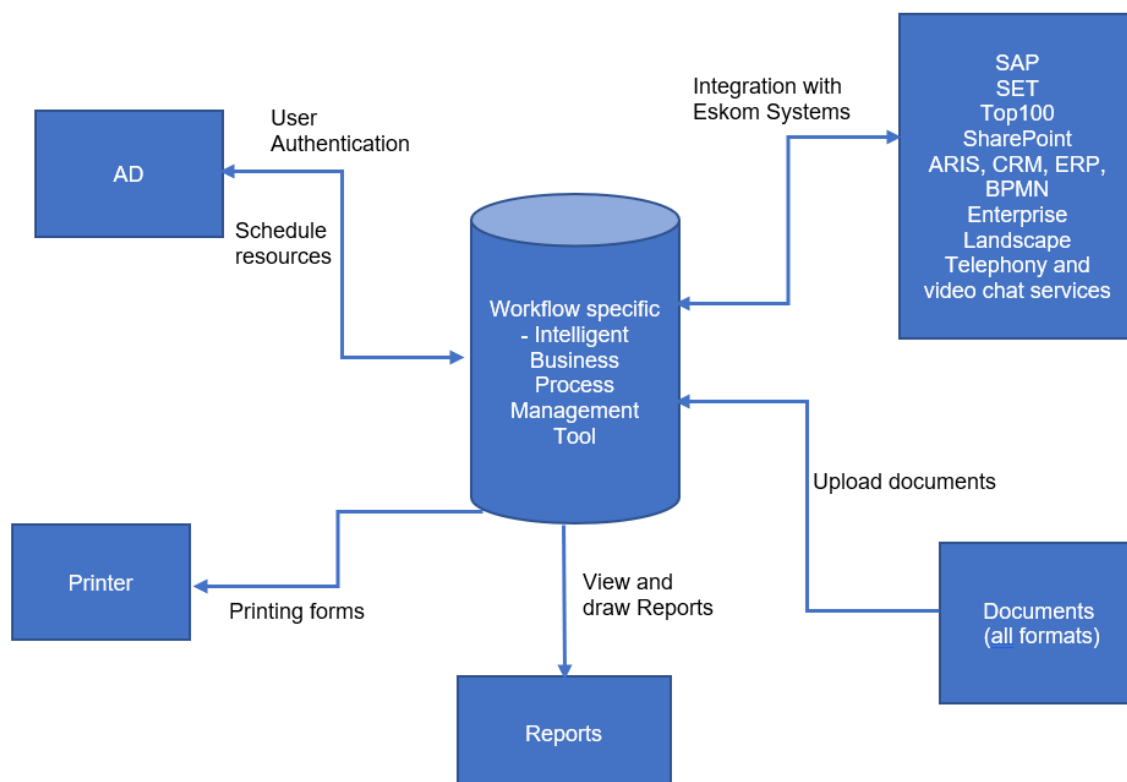 SAP
SET
Top100
SharePoint
ARIS, CRM, ERP,
BPMN
Enterprise
Landscape
Telephony and
video chat services
Integration with
Eskom Systems
User
Authentication
AD
Schedule
resources
Workflow specific
- Intelligent
Business
Process
Management
Tool
Upload documents
Printer
Printing forms
View and
draw Reports
Documents
(all formats)
Reports